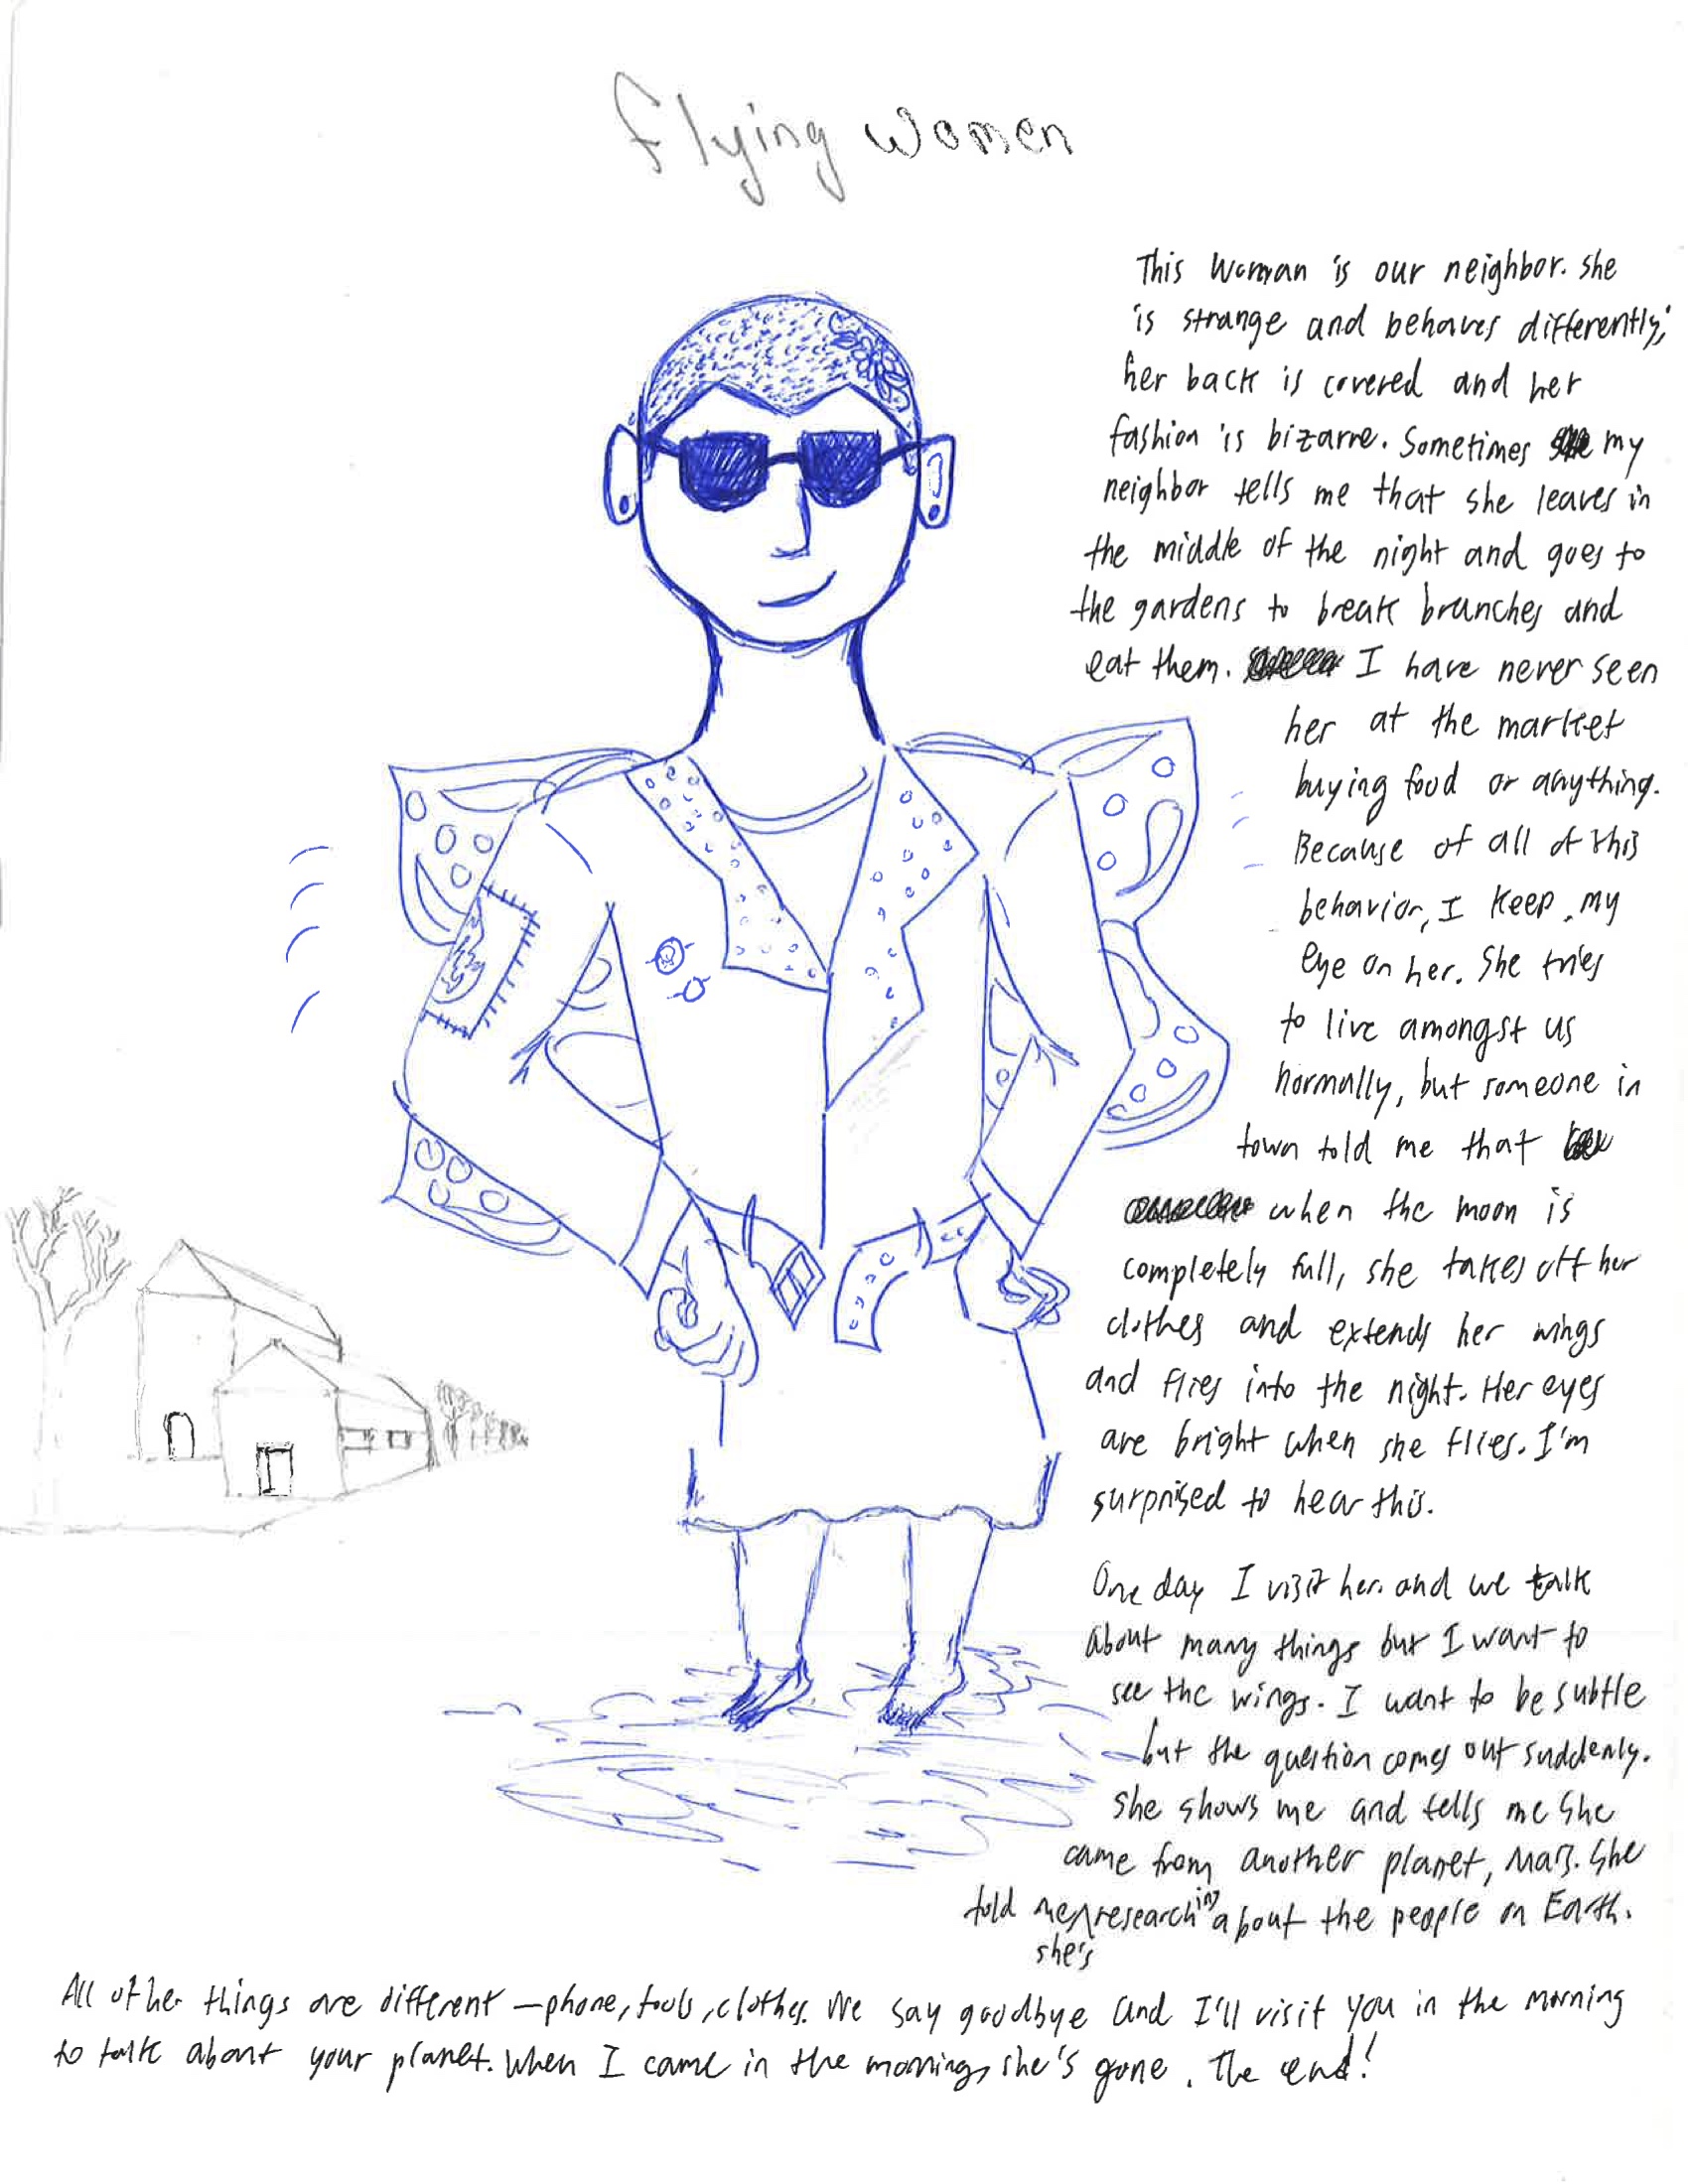 flying women
This woman is our neighbor. she
is strange and behaves differently;
her back is covered and her
fashion is bizarre. Sometimes my
neighbor tells me that she leaves in
the middle of the night and goes to
the gardens to break branches and
eat them. I have never seen
her at the market
buying food or anything.
Because of all of this
behavior, I keep my
eye on her. She tries
to live amongst us
normally, but someone in
town told me that
when the moon is
completely full, she takes off her
clothes and extends her wings
and flies into the night. Her eyes
are bright when she flies. I'm
surprised to hear this.
One day I visit her. and we talk
about many things but I want to
see the wings. I want to be subtle
but the question comes out suddenly.
She shows me and tells me she
came from another planet, Mars. She
told me she's researching about the people on Earth.
All of her things are different — phone, tools, clothes. We say goodbye and I'll visit you in the morning
to talk about your planet. When I came in the morning, she's gone. The end!